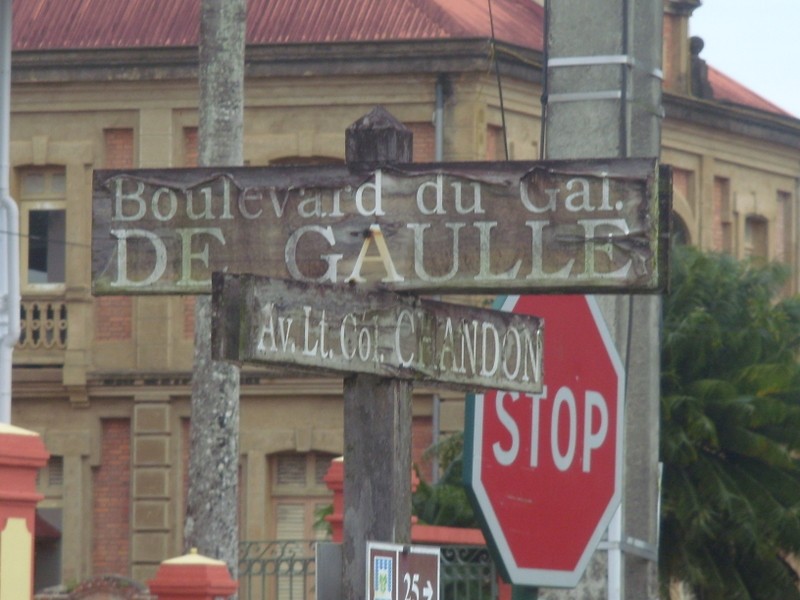 Boulevard du Gal.
DE GAULLE
Av. Lt. Col. CHANDON
STOP
25